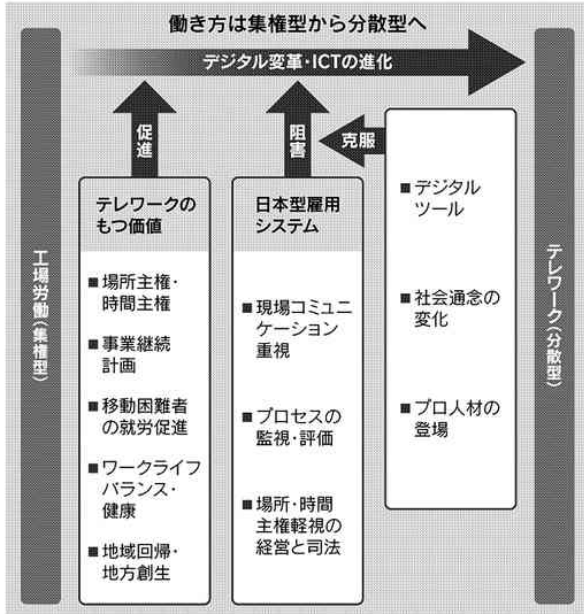 働き方は集権型から分散型へ
デジタル変革・ICTの進化
工場労働(集権型)
促進
テレワークの
もつ価値
■場所主権・
時間主権
■事業継続
計画
■移動困難者
の就労促進
■ワークライフ
バランス・
健康
■地域回帰・
地方創生
阻害
日本型雇用
システム
■現場コミュニ
ケーション
重視
■プロセスの
監視・評価
■場所・時間
主権軽視の
経営と司法
克服
■デジタル
ツール
■社会通念の
変化
■プロ人材の
登場
テレワーク(分散型)